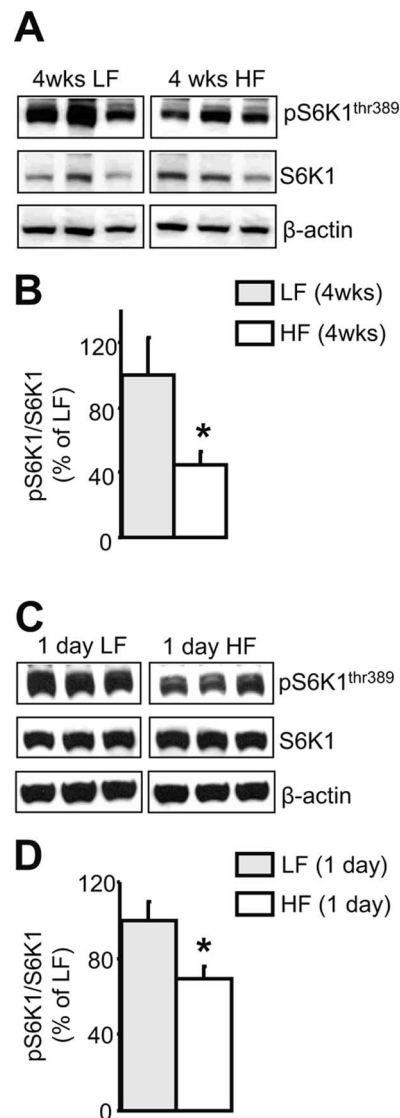 A
4wks LF 4 wks HF
pS6K1thr389
S6K1
β-actin
B
LF (4wks)
HF (4wks)
pS6K1/S6K1
(% of LF)
120
80
40
0
*
C
1 day LF 1 day HF
pS6K1thr389
S6K1
β-actin
D
LF (1 day)
HF (1 day)
pS6K1/S6K1
(% of LF)
120
80
40
0
*